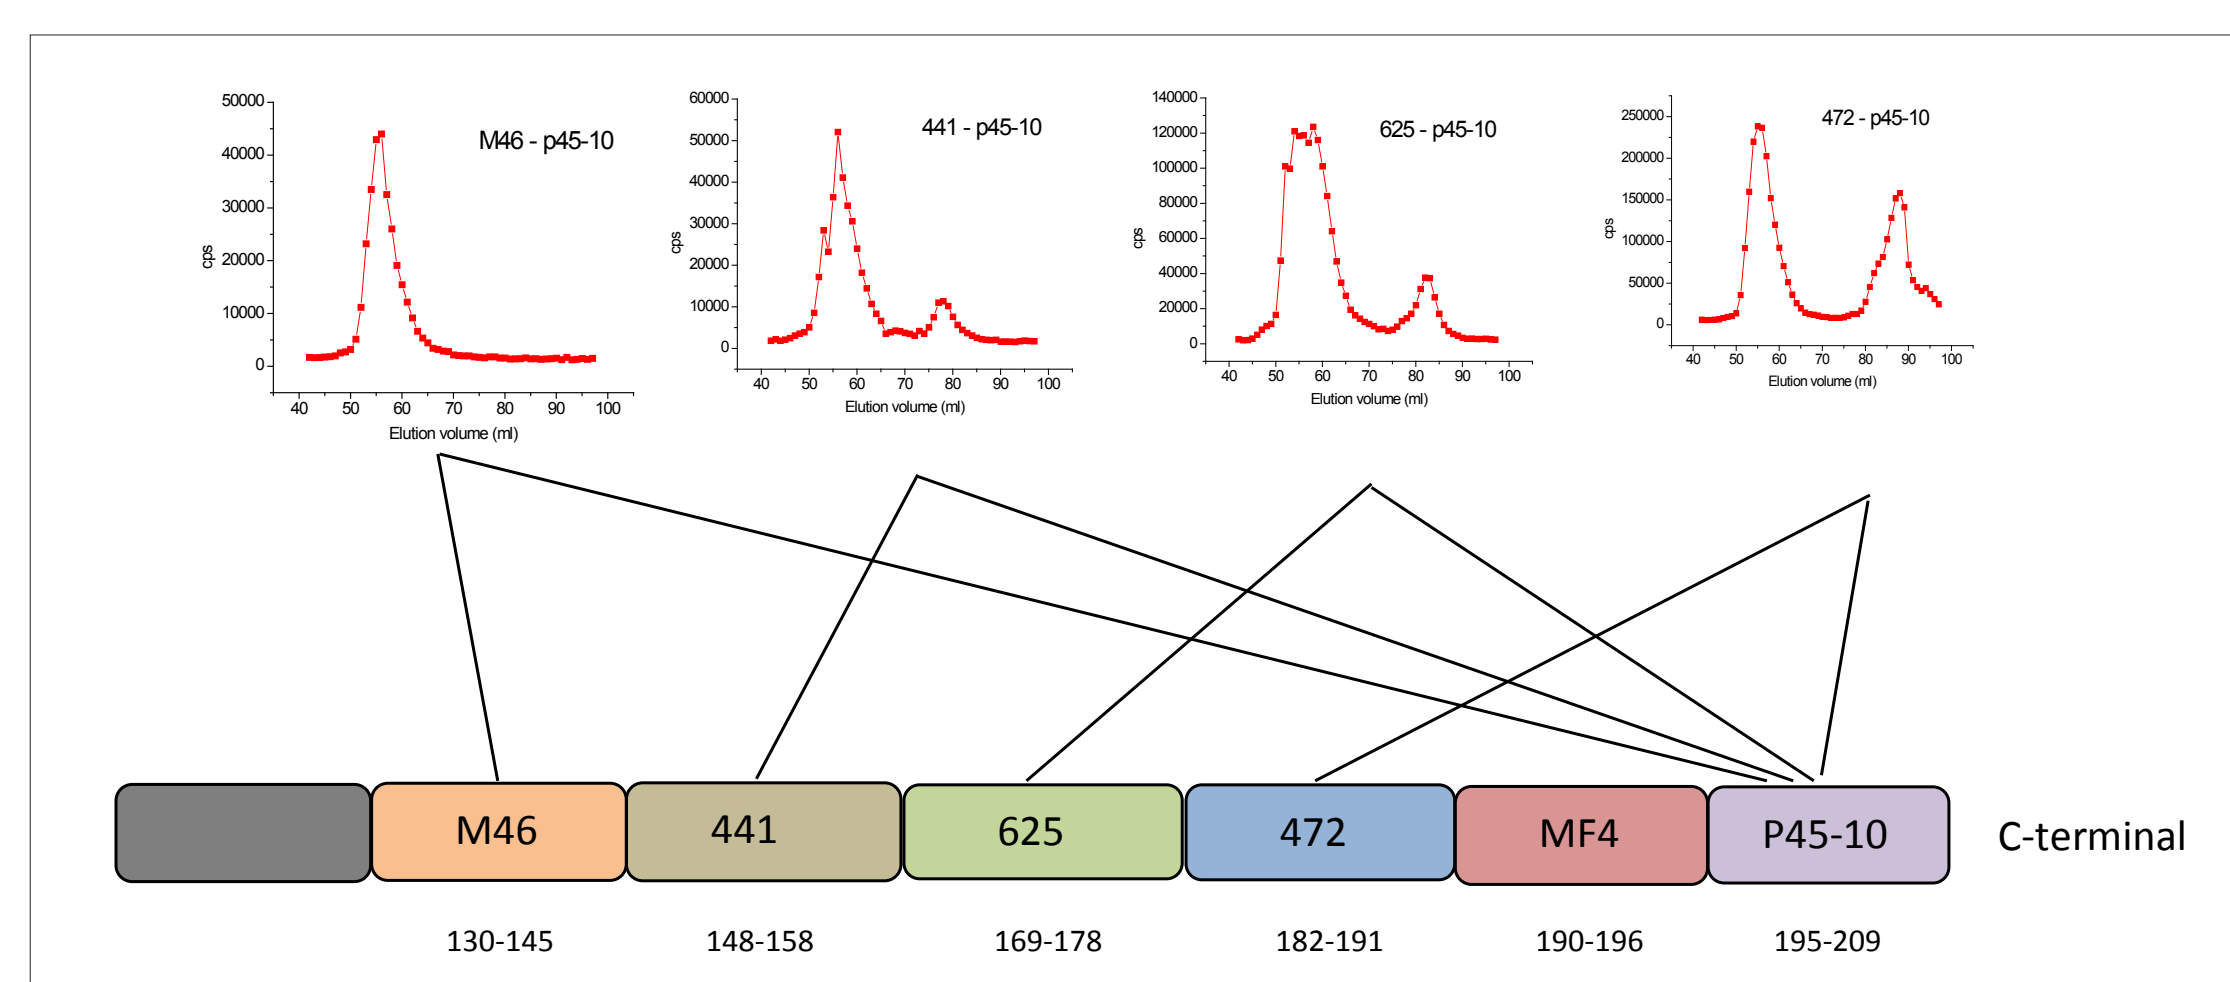 M46 - p45-10
50000
40000
30000
20000
10000
0
cps
40 50 60 70 80 90 100
Elution volume (ml)
441 - p45-10
60000
50000
40000
30000
20000
10000
0
cps
40 50 60 70 80 90 100
Elution volume (ml)
625 - p45-10
140000
120000
100000
80000
60000
40000
20000
0
cps
40 50 60 70 80 90 100
Elution volume (ml)
472 - p45-10
250000
200000
150000
100000
50000
0
cps
40 50 60 70 80 90 100
Elution volume (ml)
M46 441 625 472 MF4 P45-10 C-terminal
130-145 148-158 169-178 182-191 190-196 195-209